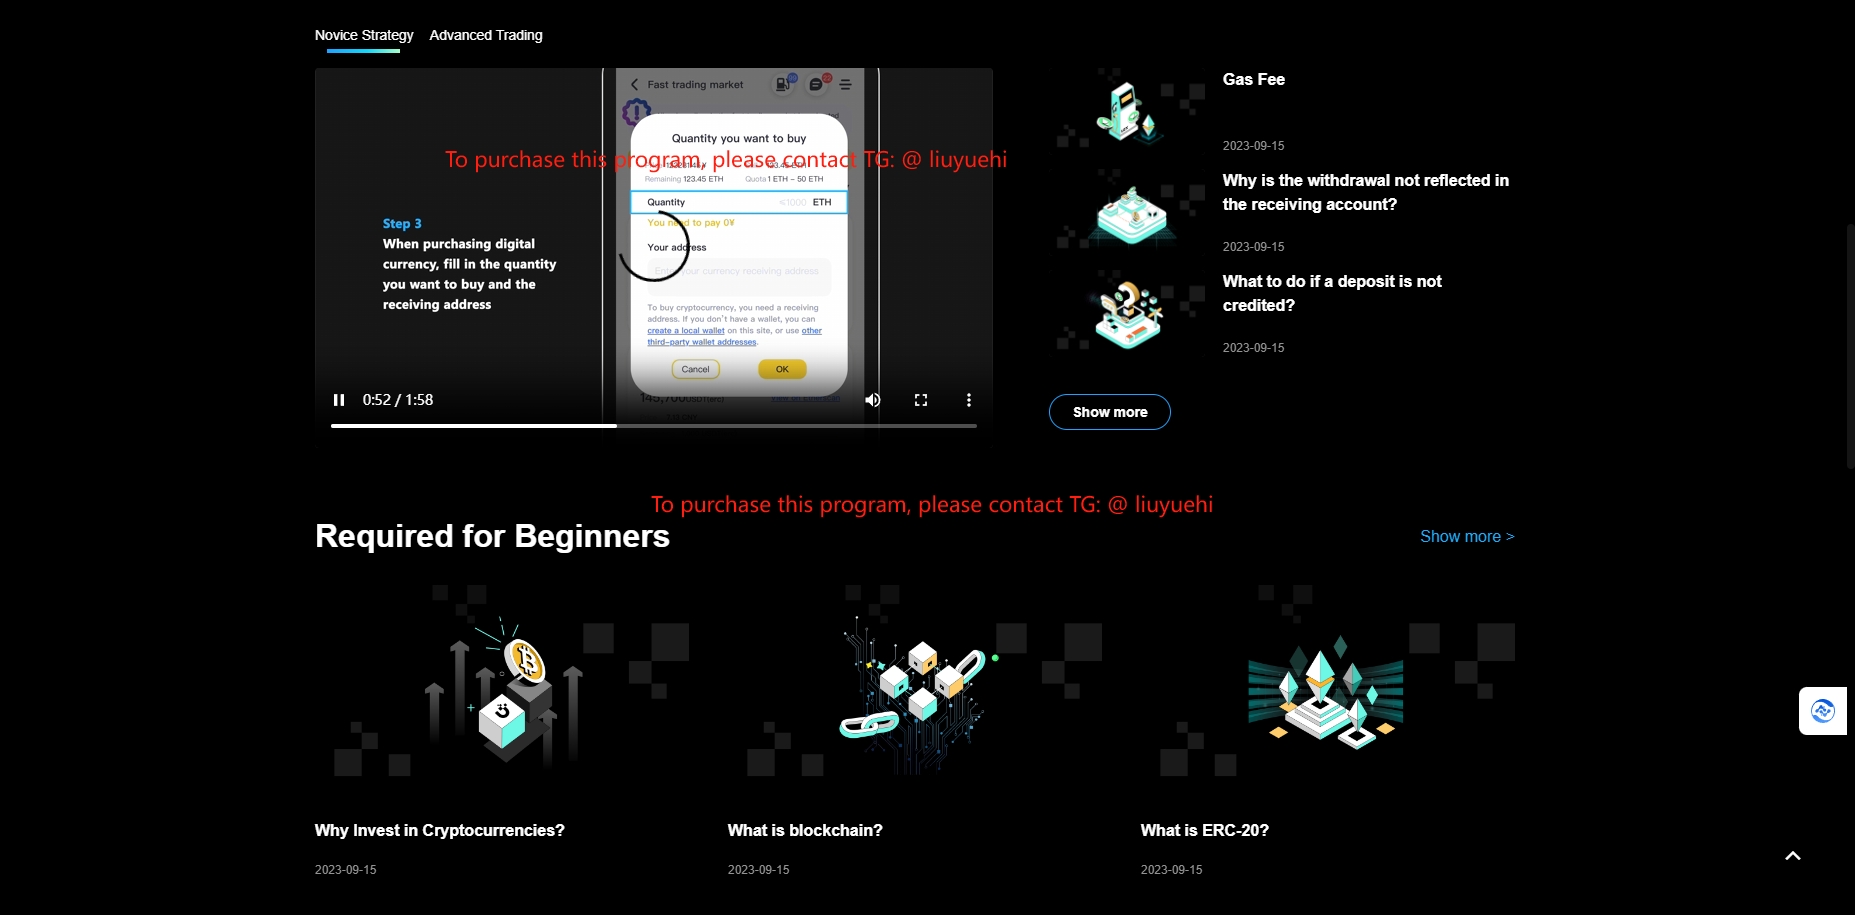 Novice Strategy
Advanced Trading
Fast trading market
Quantity you want to buy
To purchase this program, please contact TG: @ liuyuehi
Remaining 123.45 ETH
Quota 1 ETH ~ 50 ETH
Quantity
<1000 ETH
You need to pay 0¥
Your address
Enter your currency receiving address
To buy cryptocurrency, you need a receiving
address. If you don't have a wallet, you can
create a local wallet on this site, or use other
third-party wallet addresses.
Cancel
OK
Step 3
When purchasing digital
currency, fill in the quantity
you want to buy and the
receiving address
0:52 / 1:58
Gas Fee
2023-09-15
Why is the withdrawal not reflected in
the receiving account?
2023-09-15
What to do if a deposit is not
credited?
2023-09-15
Show more
To purchase this program, please contact TG: @ liuyuehi
Required for Beginners
Show more >
Why Invest in Cryptocurrencies?
2023-09-15
What is blockchain?
2023-09-15
What is ERC-20?
2023-09-15